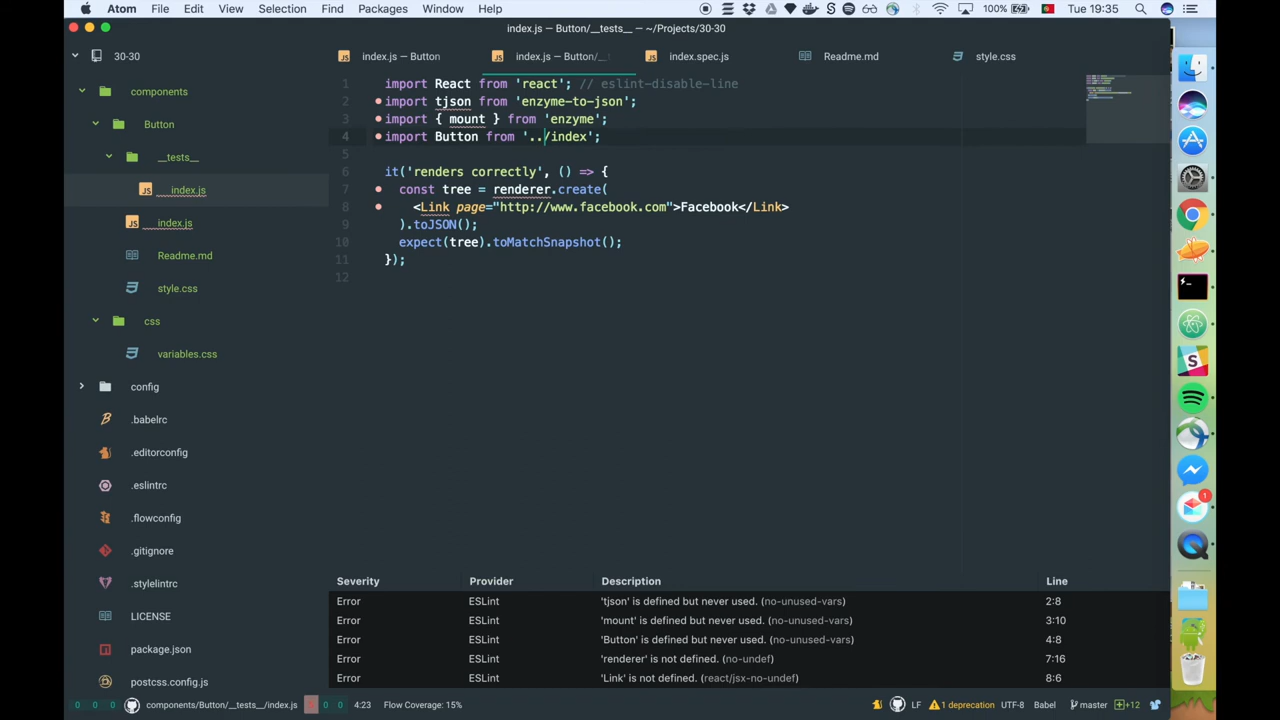 Atom File Edit View Selection Find Packages Window Help 100% Tue 19:35
index.js — Button/__tests__ — ~/Projects/30-30
30-30
index.js — Button
index.js — Button/__
index.spec.js
Readme.md
style.css
components
Button
__tests__
index.js
index.js
Readme.md
style.css
css
variables.css
config
.babelrc
.editorconfig
.eslintrc
.flowconfig
.gitignore
.stylelintrc
LICENSE
package.json
postcss.config.js
1 import React from 'react'; // eslint-disable-line
2 import tjson from 'enzyme-to-json';
3 import { mount } from 'enzyme';
4 import Button from '../index';
5
6 it('renders correctly', () => {
7 const tree = renderer.create(
8 <Link page="http://www.facebook.com">Facebook</Link>
9 ).toJSON();
10 expect(tree).toMatchSnapshot();
11 });
12
Severity Provider Description Line
Error ESLint 'tjson' is defined but never used. (no-unused-vars) 2:8
Error ESLint 'mount' is defined but never used. (no-unused-vars) 3:10
Error ESLint 'Button' is defined but never used. (no-unused-vars) 4:8
Error ESLint 'renderer' is not defined. (no-undef) 7:16
Error ESLint 'Link' is not defined. (react/jsx-no-undef) 8:6
0 0 0 components/Button/__tests__/index.js 0 0 4:23 Flow Coverage: 15% LF 1 deprecation UTF-8 Babel master +12
1